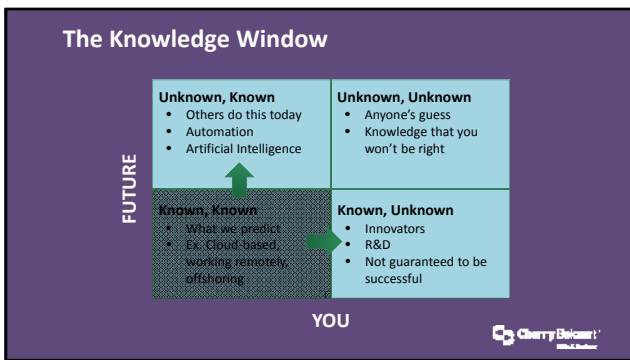 The Knowledge Window
Unknown, Known
• Others do this today
• Automation
• Artificial Intelligence
Unknown, Unknown
• Anyone's guess
• Knowledge that you
won't be right
FUTURE
Known, Known
• What we predict
• Ex. Cloud-based,
working remotely,
offshoring
Known, Unknown
• Innovators
• R&D
• Not guaranteed to be
successful
YOU
Cherry Bekaert